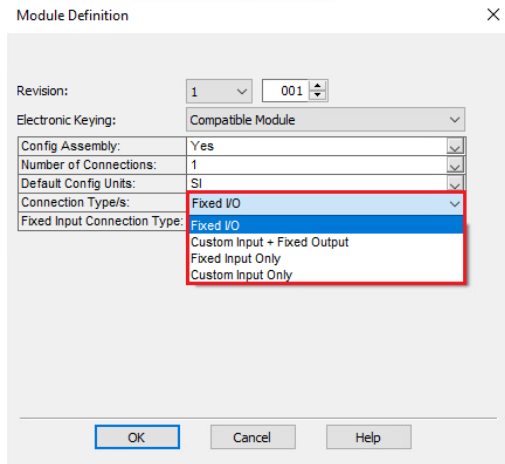 Module Definition
Revision: 1 001
Electronic Keying: Compatible Module
Config Assembly: Yes
Number of Connections: 1
Default Config Units: SI
Connection Type/s: Fixed I/O
Fixed Input Connection Type: Fixed I/O
Custom Input + Fixed Output
Fixed Input Only
Custom Input Only
OK Cancel Help